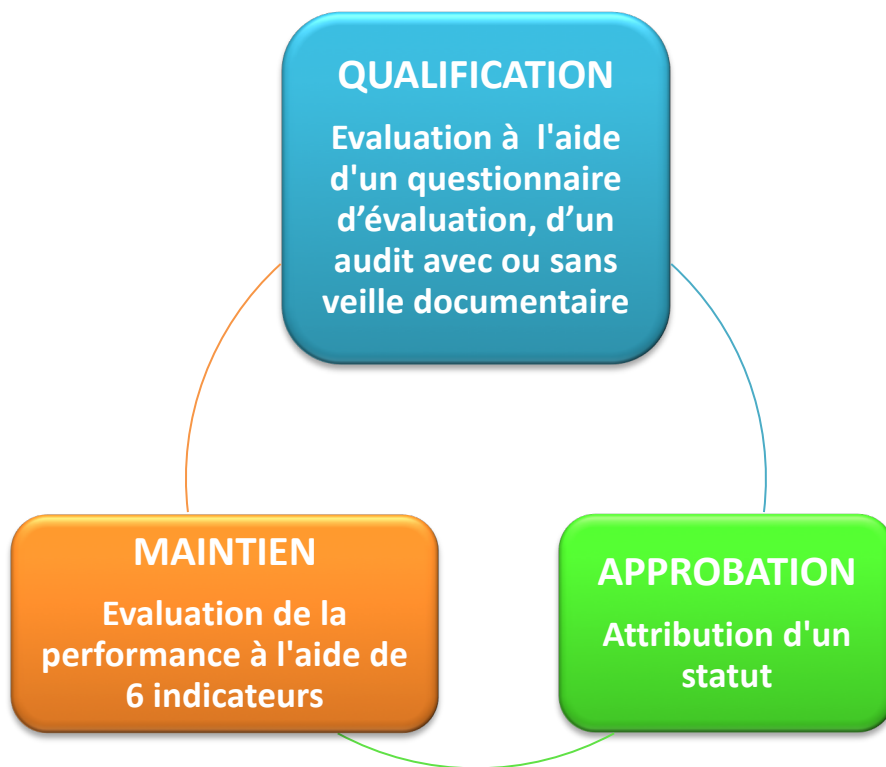 QUALIFICATION
Evaluation à  l'aide
d'un questionnaire
d’évaluation, d’un
audit avec ou sans
veille documentaire
MAINTIEN
Evaluation de la
performance à l'aide de
6 indicateurs
APPROBATION
Attribution d'un
statut